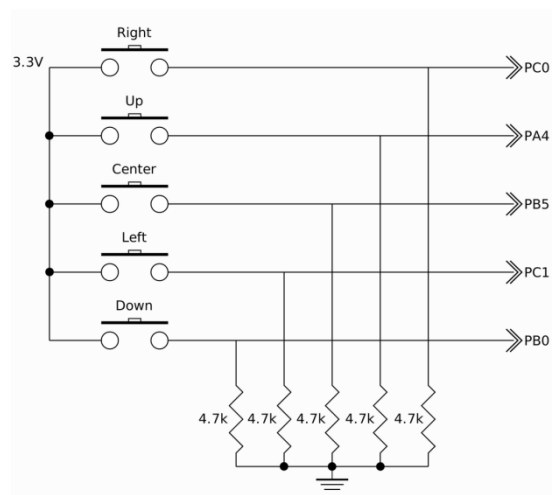 Right
3.3V
PC0
Up
PA4
Center
PB5
Left
PC1
Down
PB0
4.7k 4.7k 4.7k 4.7k 4.7k